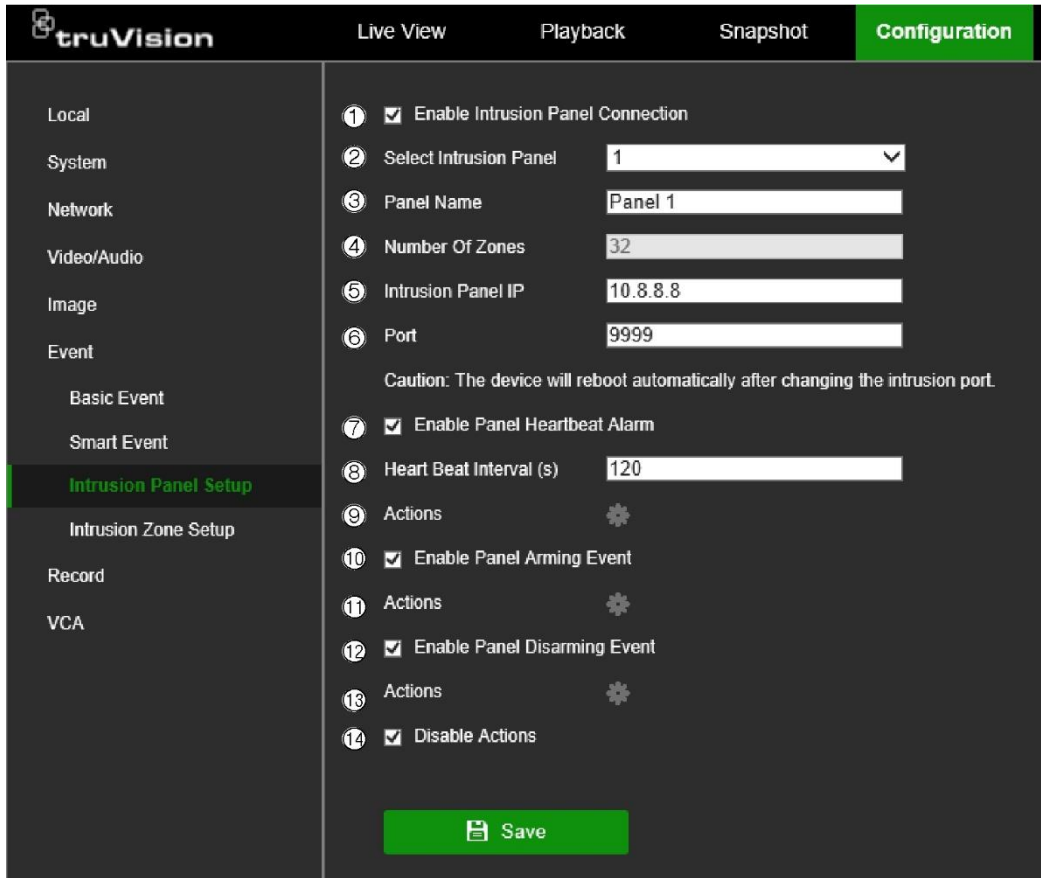 truVision
Live View
Playback
Snapshot
Configuration
Local
System
Network
Video/Audio
Image
Event
Basic Event
Smart Event
Intrusion Panel Setup
Intrusion Zone Setup
Record
VCA
1 Enable Intrusion Panel Connection
2 Select Intrusion Panel 1
3 Panel Name Panel 1
4 Number Of Zones 32
5 Intrusion Panel IP 10.8.8.8
6 Port 9999
Caution: The device will reboot automatically after changing the intrusion port.
7 Enable Panel Heartbeat Alarm
8 Heart Beat Interval (s) 120
9 Actions
10 Enable Panel Arming Event
11 Actions
12 Enable Panel Disarming Event
13 Actions
14 Disable Actions
Save